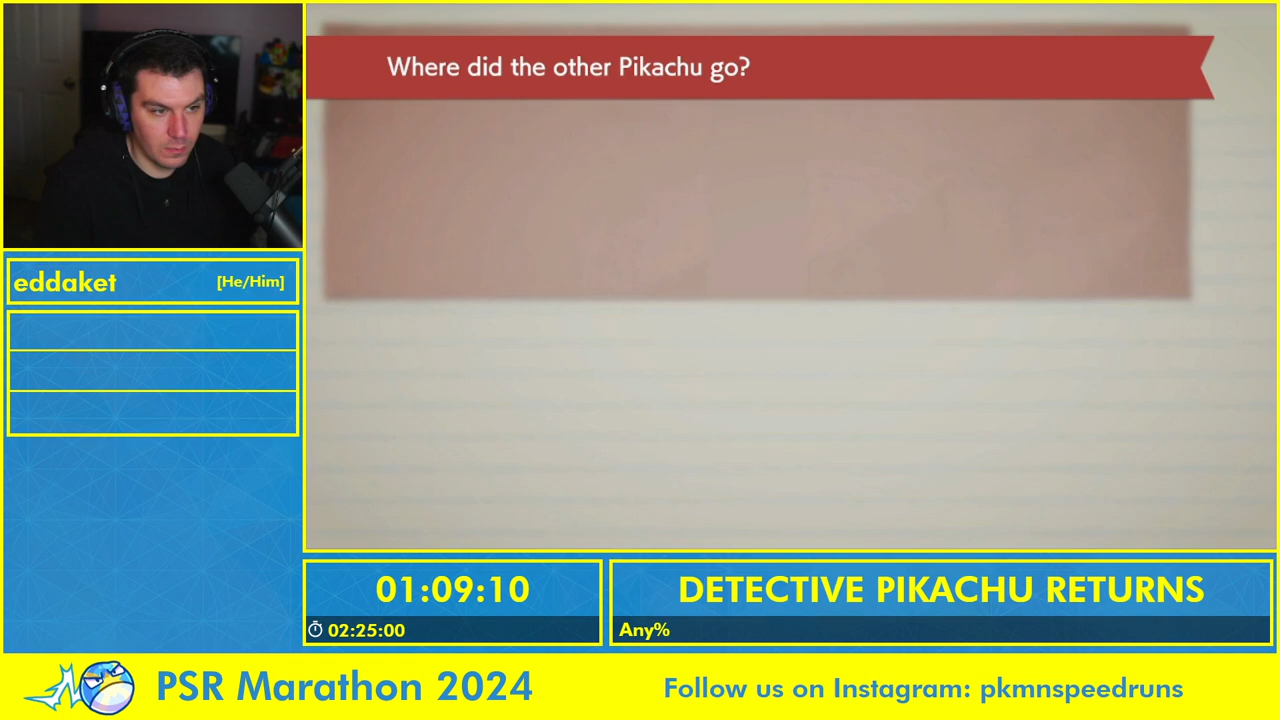 Where did the other Pikachu go?
eddaket [He/Him]
01:09:10
02:25:00
DETECTIVE PIKACHU RETURNS
Any%
PSR Marathon 2024
Follow us on Instagram: pkmnspeedruns